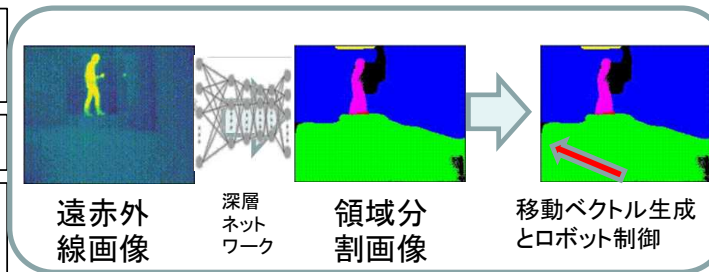 遠赤外
線画像
深層
ネット
ワーク
領域分
割画像
移動ベクトル生成
とロボット制御